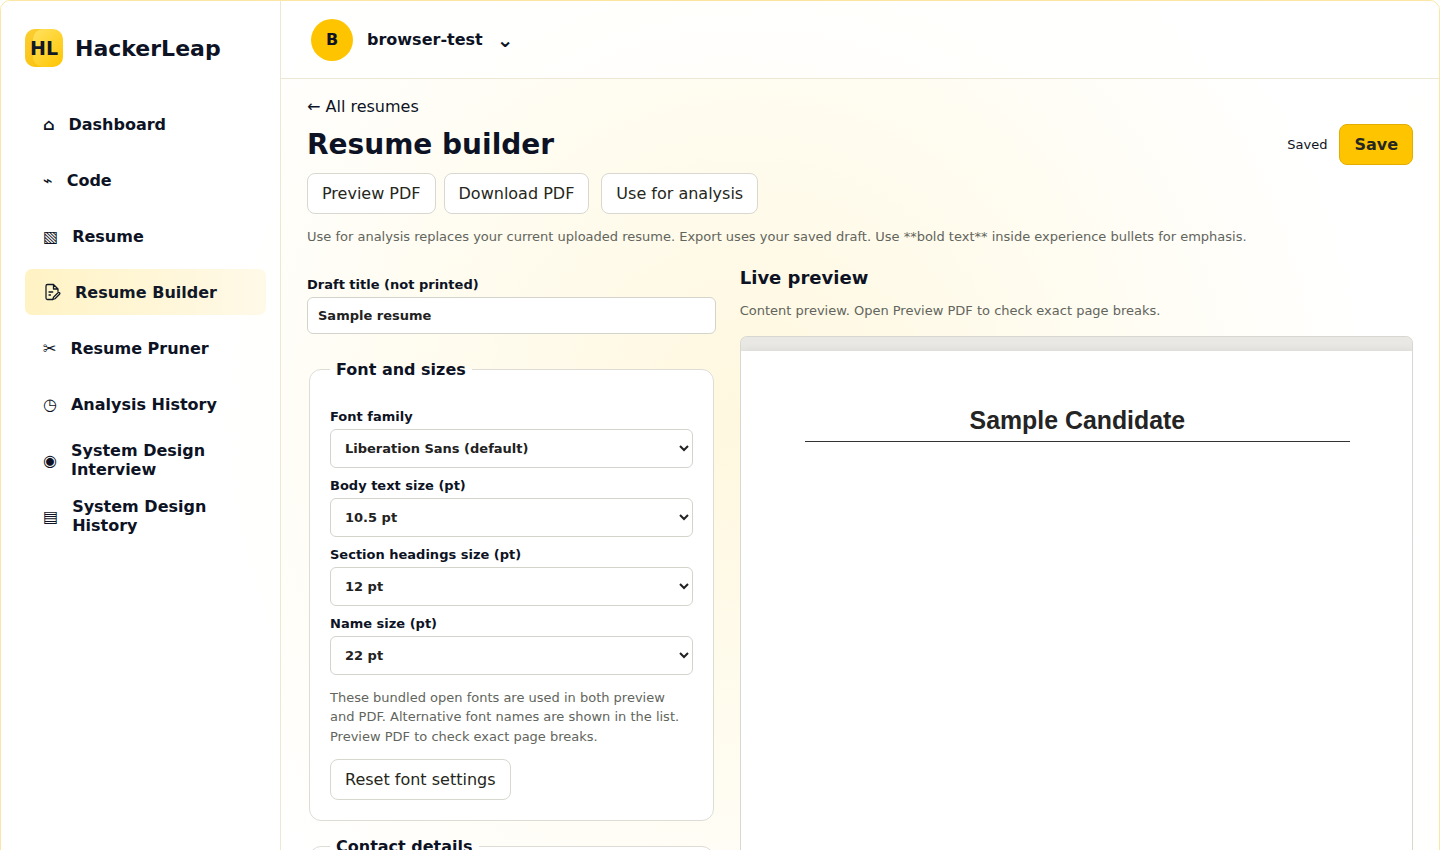 HL HackerLeap
Dashboard
Code
Resume
Resume Builder
Resume Pruner
Analysis History
System Design
Interview
System Design
History
B browser-test
← All resumes
Resume builder
Saved Save
Preview PDF Download PDF Use for analysis
Use for analysis replaces your current uploaded resume. Export uses your saved draft. Use **bold text** inside experience bullets for emphasis.
Draft title (not printed)
Sample resume
Font and sizes
Font family
Liberation Sans (default)
Body text size (pt)
10.5 pt
Section headings size (pt)
12 pt
Name size (pt)
22 pt
These bundled open fonts are used in both preview
and PDF. Alternative font names are shown in the list.
Preview PDF to check exact page breaks.
Reset font settings
Contact details
Live preview
Content preview. Open Preview PDF to check exact page breaks.
Sample Candidate